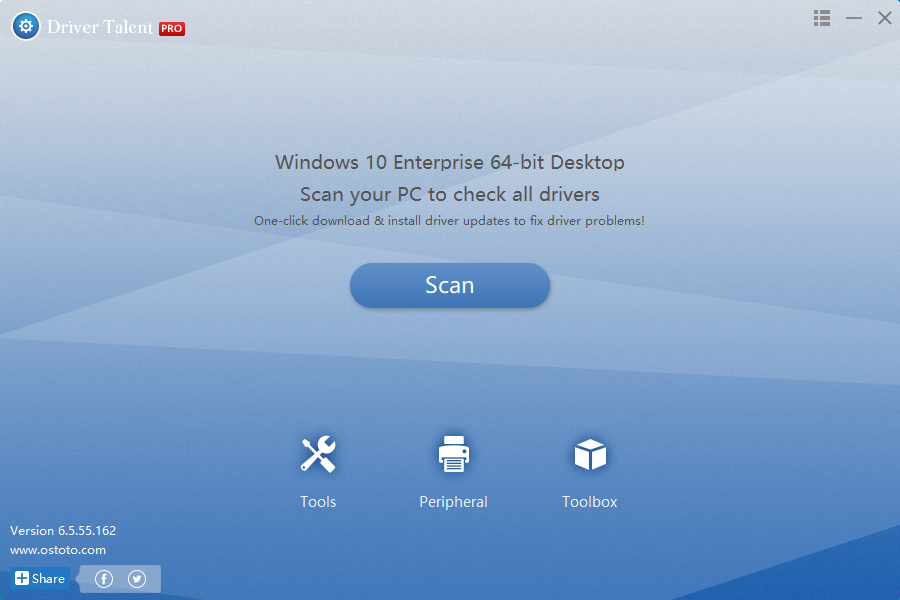 Driver Talent PRO
Windows 10 Enterprise 64-bit Desktop
Scan your PC to check all drivers
One-click download & install driver updates to fix driver problems!
Scan
Tools Peripheral Toolbox
Version 6.5.55.162
www.ostoto.com
Share f